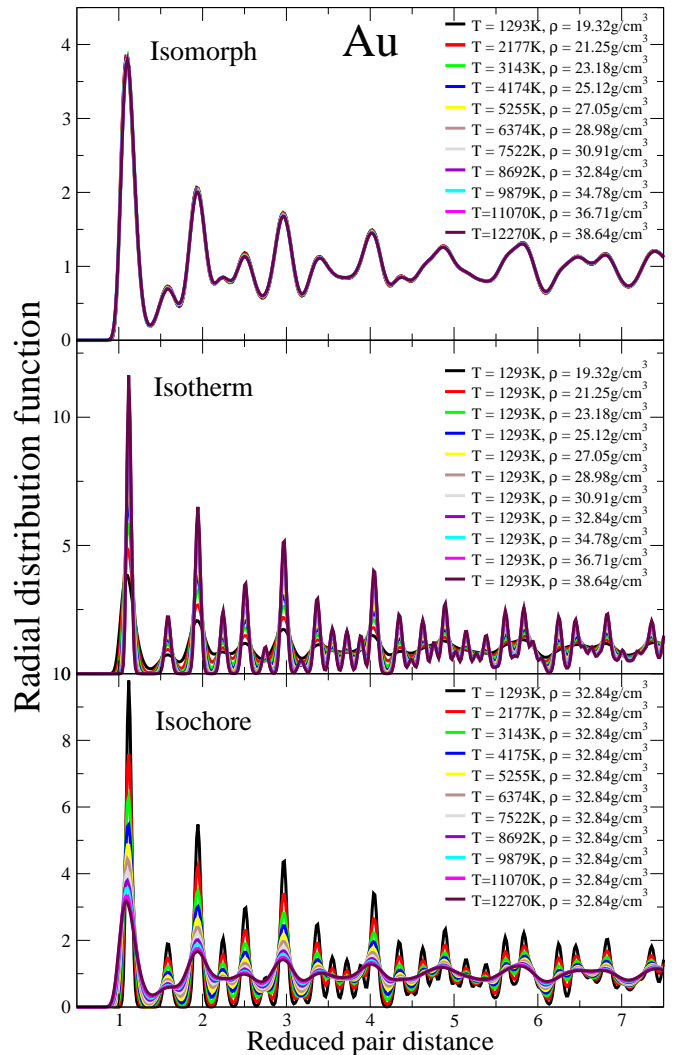 Au
Isomorph
T = 1293K, ρ = 19.32g/cm³
T = 2177K, ρ = 21.25g/cm³
T = 3143K, ρ = 23.18g/cm³
T = 4174K, ρ = 25.12g/cm³
T = 5255K, ρ = 27.05g/cm³
T = 6374K, ρ = 28.98g/cm³
T = 7522K, ρ = 30.91g/cm³
T = 8692K, ρ = 32.84g/cm³
T = 9879K, ρ = 34.78g/cm³
T=11070K, ρ = 36.71g/cm³
T=12270K, ρ = 38.64g/cm³
4
3
2
1
0
Isotherm
T = 1293K, ρ = 19.32g/cm³
T = 1293K, ρ = 21.25g/cm³
T = 1293K, ρ = 23.18g/cm³
T = 1293K, ρ = 25.12g/cm³
T = 1293K, ρ = 27.05g/cm³
T = 1293K, ρ = 28.98g/cm³
T = 1293K, ρ = 30.91g/cm³
T = 1293K, ρ = 32.84g/cm³
T = 1293K, ρ = 34.78g/cm³
T = 1293K, ρ = 36.71g/cm³
T = 1293K, ρ = 38.64g/cm³
10
5
10
Isochore
T = 1293K, ρ = 32.84g/cm³
T = 2177K, ρ = 32.84g/cm³
T = 3143K, ρ = 32.84g/cm³
T = 4175K, ρ = 32.84g/cm³
T = 5255K, ρ = 32.84g/cm³
T = 6374K, ρ = 32.84g/cm³
T = 7522K, ρ = 32.84g/cm³
T = 8692K, ρ = 32.84g/cm³
T = 9879K, ρ = 32.84g/cm³
T=11070K, ρ = 32.84g/cm³
T=12270K, ρ = 32.84g/cm³
8
6
4
2
0
1 2 3 4 5 6 7
Reduced pair distance
Radial distribution function